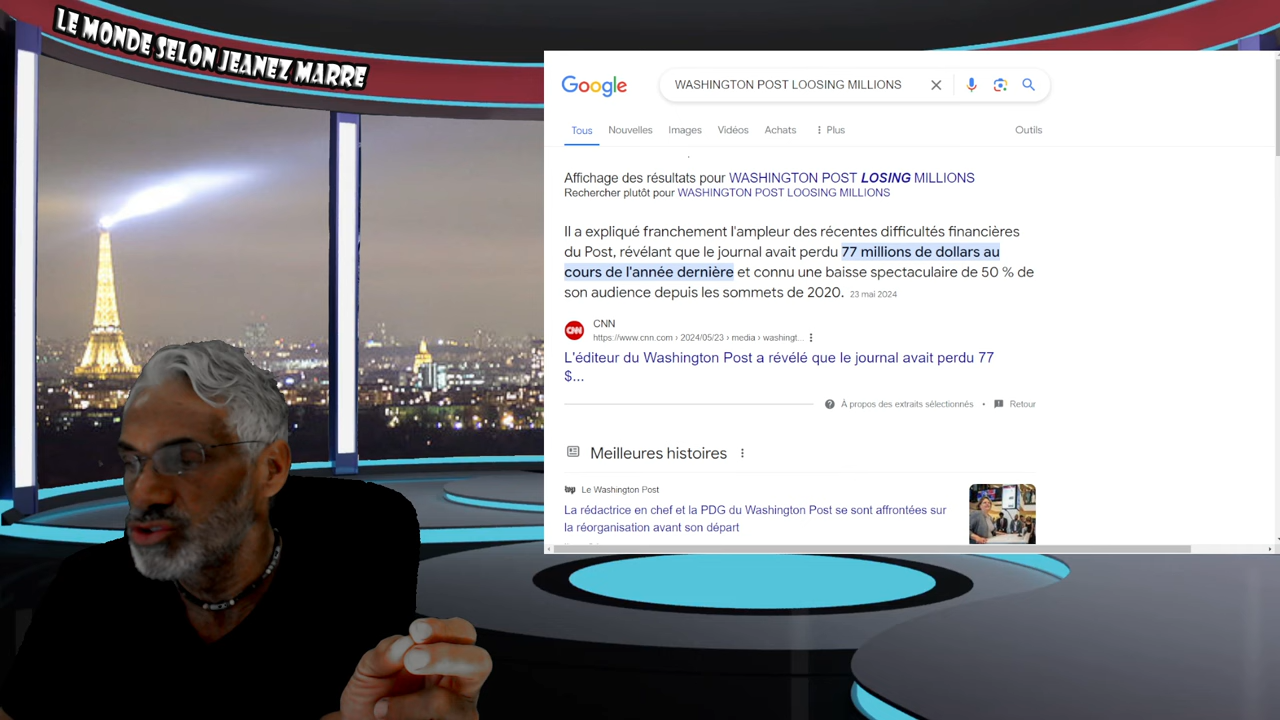 LE MONDE SELON JEANEZ MARRE
Google
WASHINGTON POST LOOSING MILLIONS
Tous Nouvelles Images Vidéos Achats Plus Outils
Affichage des résultats pour WASHINGTON POST LOSING MILLIONS
Rechercher plutôt pour WASHINGTON POST LOOSING MILLIONS
Il a expliqué franchement l'ampleur des récentes difficultés financières
du Post, révélant que le journal avait perdu 77 millions de dollars au
cours de l'année dernière et connu une baisse spectaculaire de 50 % de
son audience depuis les sommets de 2020. 23 mai 2024
CNN
CNN
https://www.cnn.com › 2024/05/23 › media › washingt...
L'éditeur du Washington Post a révélé que le journal avait perdu 77
$...
À propos des extraits sélectionnés • Retour
Meilleures histoires
wp Le Washington Post
La rédactrice en chef et la PDG du Washington Post se sont affrontées sur
la réorganisation avant son départ